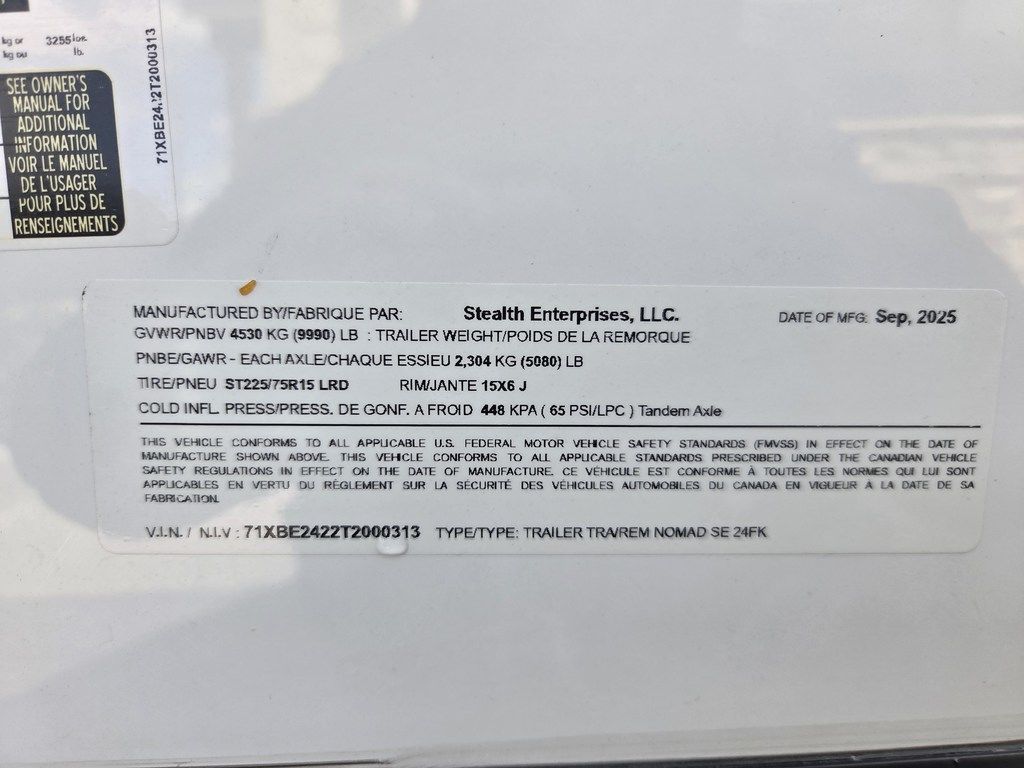 kg or 3255 lor.
kg ou lb.
SEE OWNER'S
MANUAL FOR
ADDITIONAL
INFORMATION
VOIR LE MANUEL
DE L'USAGER
POUR PLUS DE
RENSEIGNEMENTS
71XBE2422T2000313
MANUFACTURED BY/FABRIQUE PAR: Stealth Enterprises, LLC. DATE OF MFG: Sep, 2025
GVWR/PNBV 4530 KG (9990) LB : TRAILER WEIGHT/POIDS DE LA REMORQUE
PNBE/GAWR - EACH AXLE/CHAQUE ESSIEU 2,304 KG (5080) LB
TIRE/PNEU ST225/75R15 LRD RIM/JANTE 15X6 J
COLD INFL. PRESS/PRESS. DE GONF. A FROID 448 KPA ( 65 PSI/LPC ) Tandem Axle
THIS VEHICLE CONFORMS TO ALL APPLICABLE U.S. FEDERAL MOTOR VEHICLE SAFETY STANDARDS (FMVSS) IN EFFECT ON THE DATE OF
MANUFACTURE SHOWN ABOVE. THIS VEHICLE CONFORMS TO ALL APPLICABLE STANDARDS PRESCRIBED UNDER THE CANADIAN VEHICLE
SAFETY REGULATIONS IN EFFECT ON THE DATE OF MANUFACTURE. CE VÉHICULE EST CONFORME À TOUTES LES NORMES QUI LUI SONT
APPLICABLES EN VERTU DU RÉGLEMENT SUR LA SÉCURITÉ DES VÉHICULES AUTOMOBILES DU CANADA EN VIGUEUR À LA DATE DE SA
FABRICATION.
V.I.N. / N.I.V : 71XBE2422T2000313 TYPE/TYPE: TRAILER TRA/REM NOMAD SE 24FK